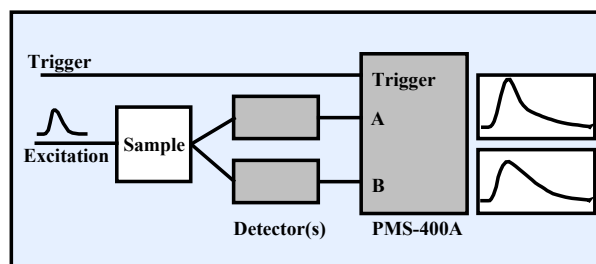 Trigger
Trigger
A
Excitation
Sample
B
Detector(s)
PMS-400A